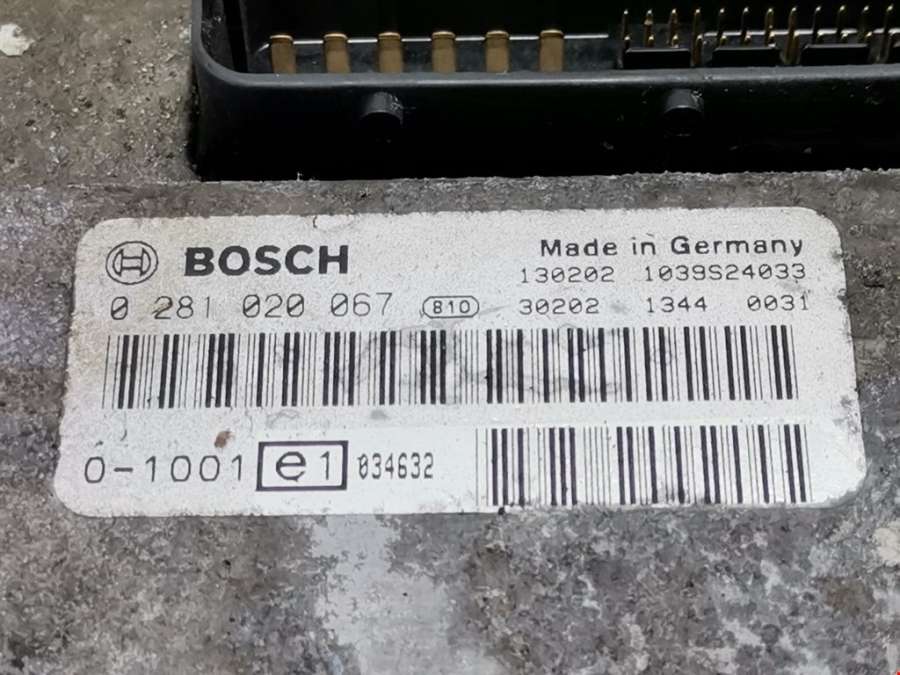 BOSCH Made in Germany
130202 1039S24033
0 281 020 067 810 30202 1344 0031
0-1001 e1 034632